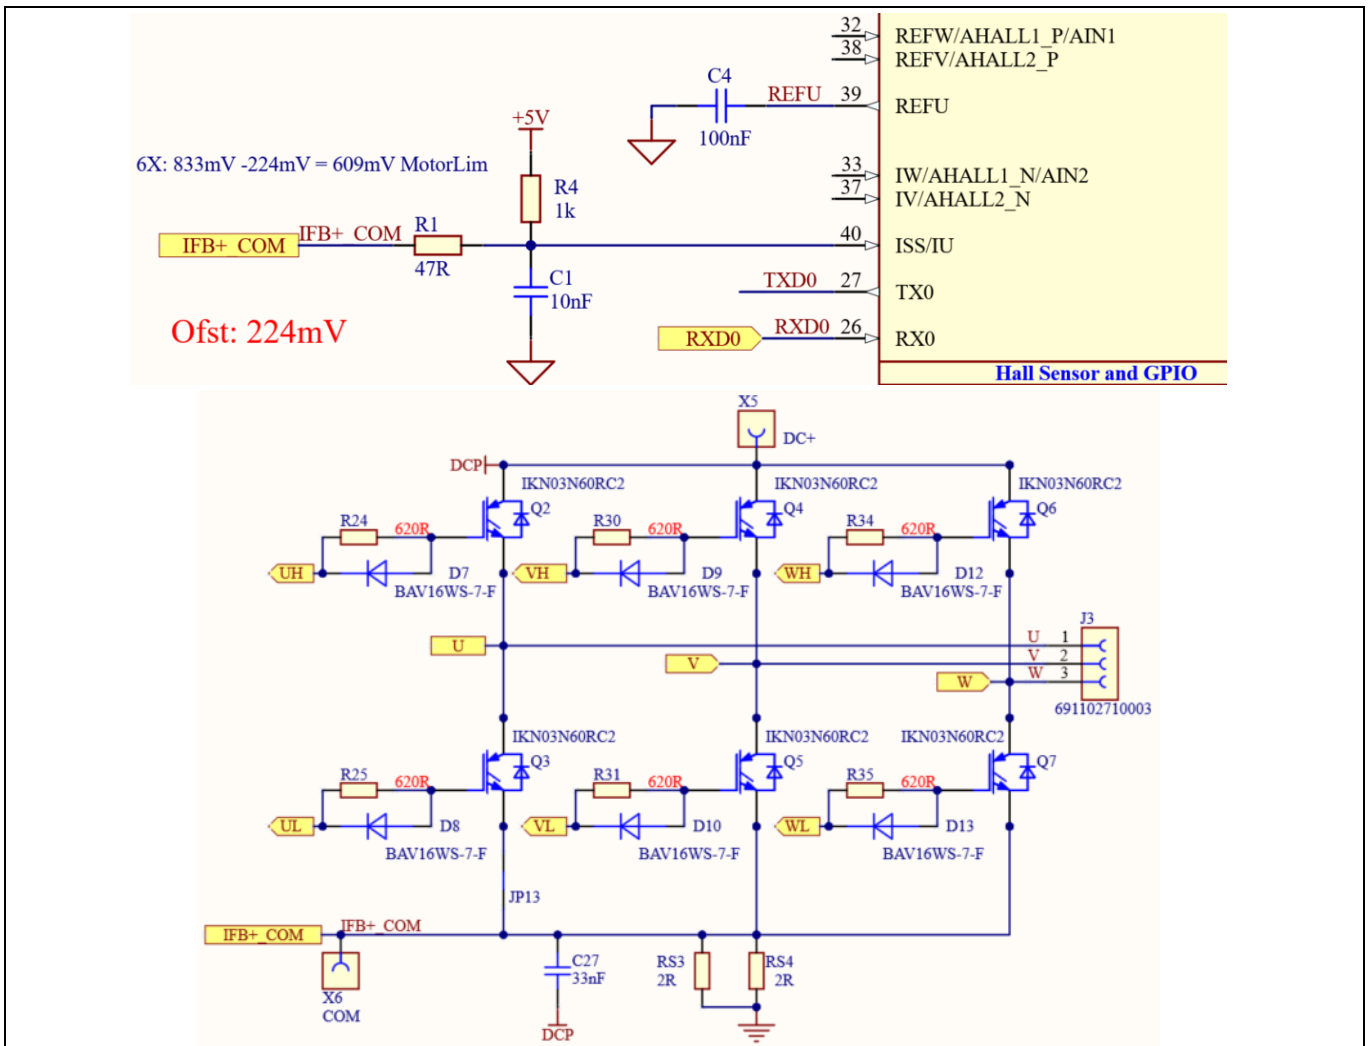 32
REFW/AHALL1_P/AIN1
38
REFV/AHALL2_P
C4
REFU
39
REFU
100nF
+5V
6X: 833mV -224mV = 609mV MotorLim
33
IW/AHALL1_N/AIN2
37
IV/AHALL2_N
R4
1k
IFB+_COM
IFB+_COM
R1
47R
40
ISS/IU
C1
10nF
TXD0
27
TX0
Ofst: 224mV
RXD0
RXD0
26
RX0
Hall Sensor and GPIO
X5
DC+
DCP
IKN03N60RC2
IKN03N60RC2
IKN03N60RC2
Q2
Q4
Q6
R24
620R
R30
620R
R34
620R
UH
D7
VH
D9
WH
D12
BAV16WS-7-F
BAV16WS-7-F
BAV16WS-7-F
J3
U
U
1
V
V
2
W
W
3
691102710003
IKN03N60RC2
IKN03N60RC2
IKN03N60RC2
Q3
Q5
Q7
R25
620R
R31
620R
R35
620R
UL
D8
VL
D10
WL
D13
BAV16WS-7-F
BAV16WS-7-F
BAV16WS-7-F
JP13
IFB+_COM
IFB+_COM
C27
33nF
RS3
2R
RS4
2R
X6
COM
DCP